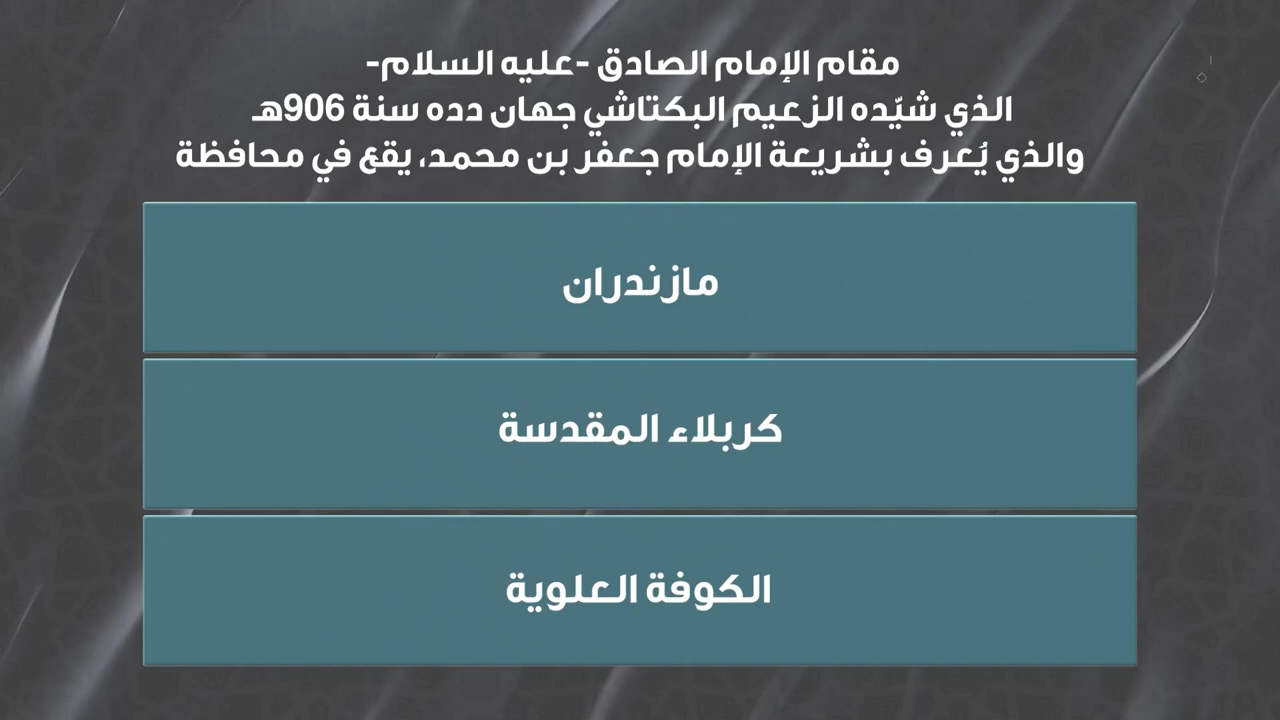 مقام الإمام الصادق -عليه السلام-
الذي شيّده الزعيم البكتاشي جهان دده سنة 906هـ
والذي يُعرف بشريعة الإمام جعفر بن محمد، يقع في محافظة
مازندران
كربلاء المقدسة
الكوفة العلوية